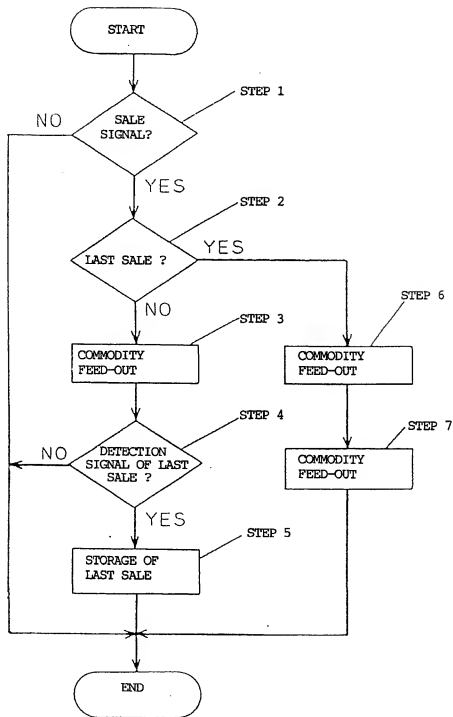 START
STEP 1
NO
SALE
SIGNAL?
YES
STEP 2
LAST SALE ?
YES
NO
STEP 3
STEP 6
COMMODITY
FEED-OUT
COMMODITY
FEED-OUT
STEP 4
STEP 7
NO
DETECTION
SIGNAL OF LAST
SALE ?
COMMODITY
FEED-OUT
YES
STEP 5
STORAGE OF
LAST SALE
END